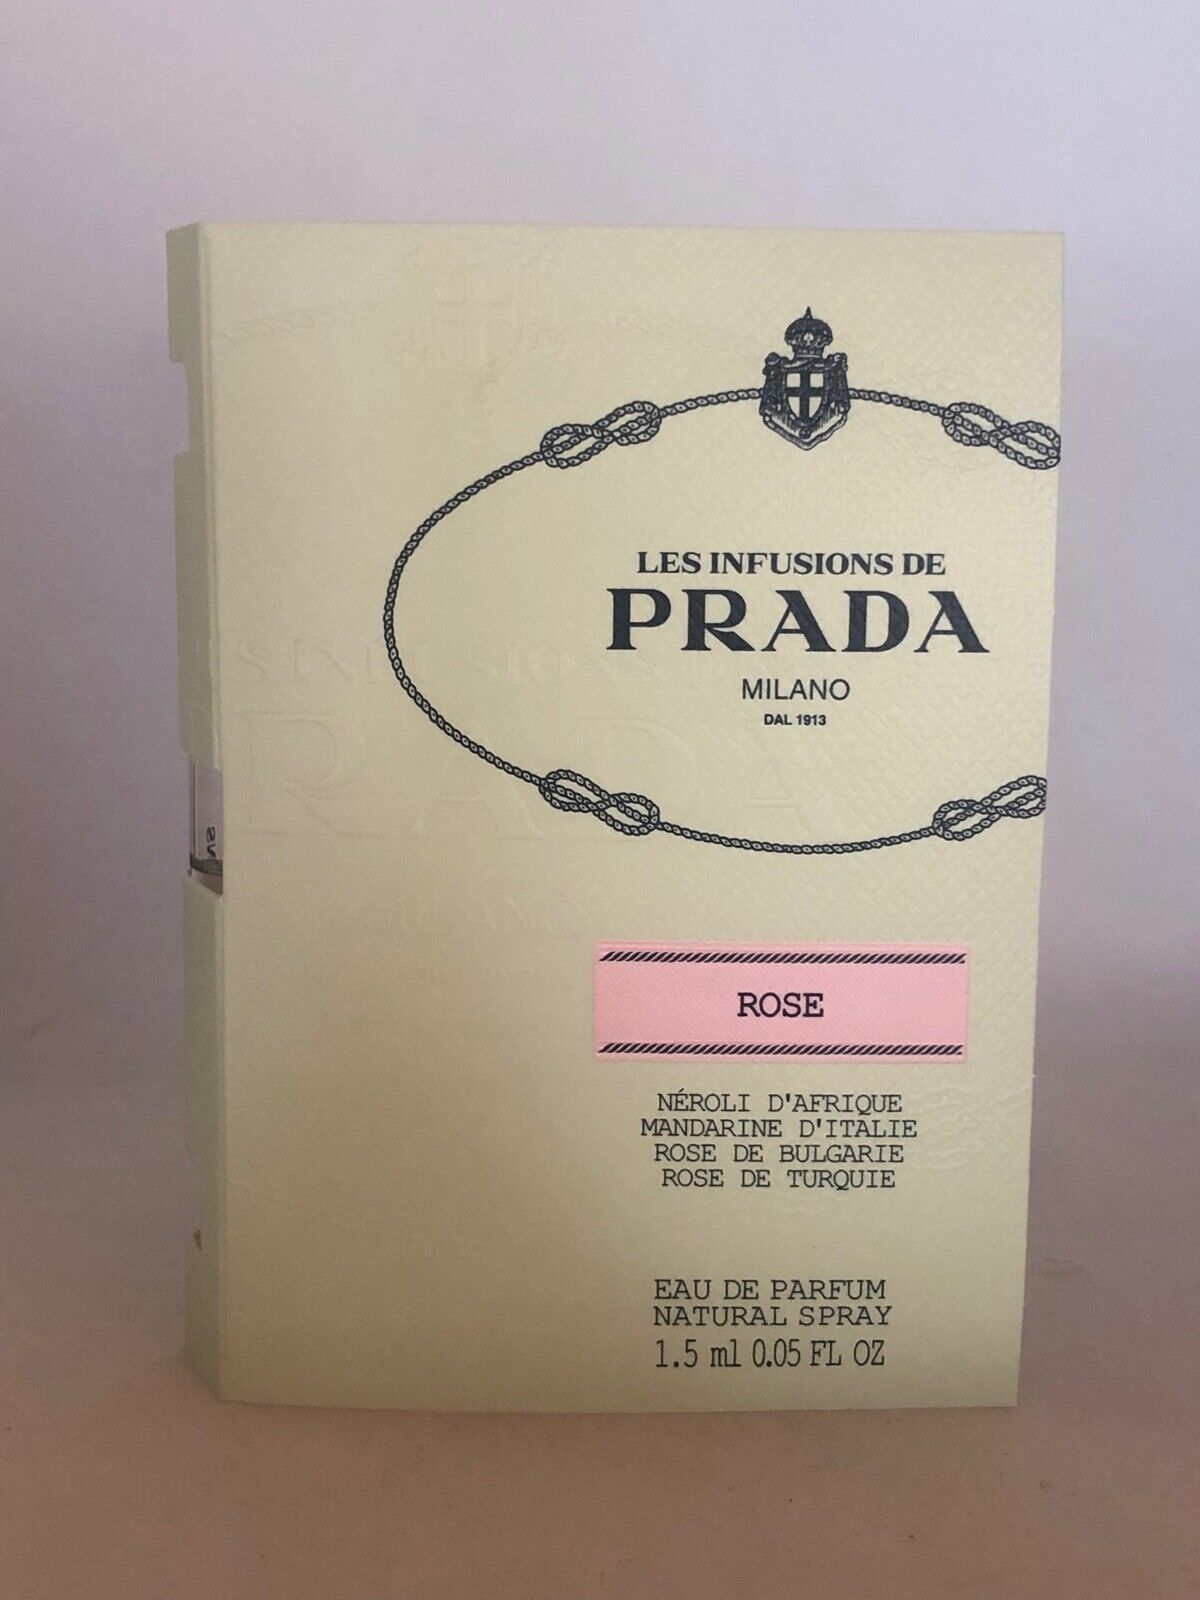 LES INFUSIONS DE
PRADA
MILANO
DAL 1913
ROSE
NÉROLI D'AFRIQUE
MANDARINE D'ITALIE
ROSE DE BULGARIE
ROSE DE TURQUIE
EAU DE PARFUM
NATURAL SPRAY
1.5 ml 0.05 FL OZ